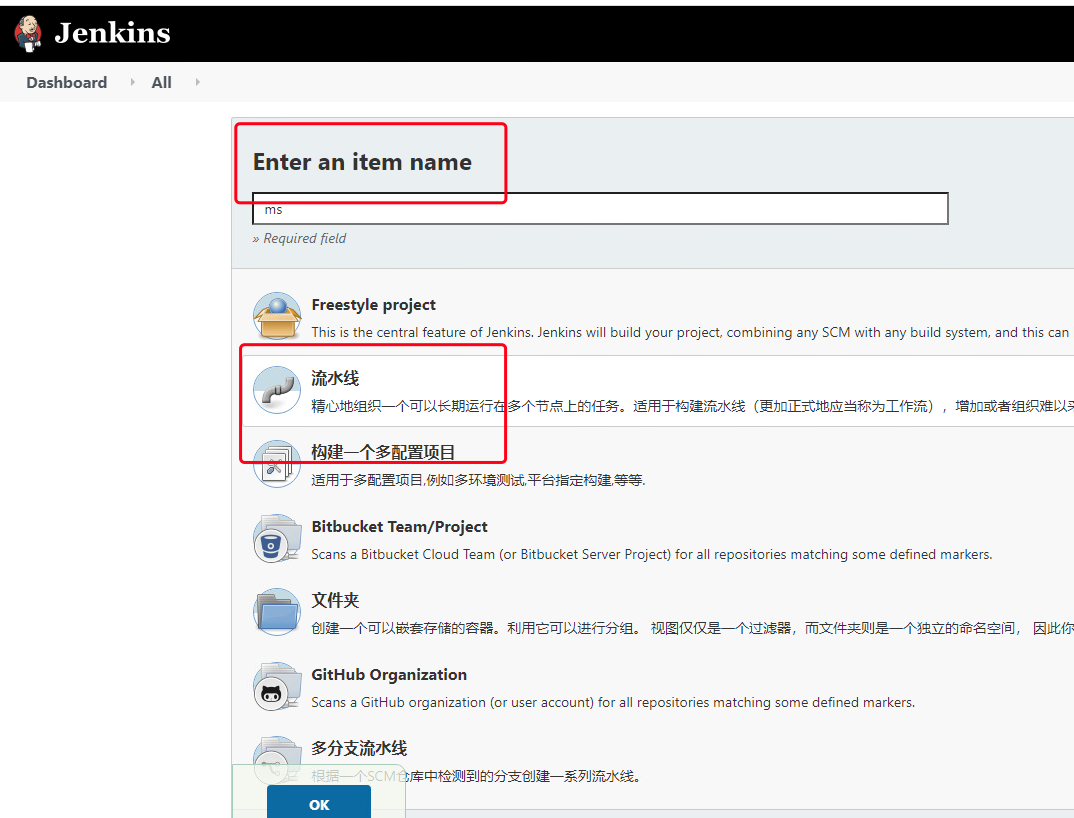 Jenkins
Dashboard All
Enter an item name
ms
» Required field
Freestyle project
This is the central feature of Jenkins. Jenkins will build your project, combining any SCM with any build system, and this can
流水线
精心地组织一个可以长期运行在多个节点上的任务。适用于构建流水线（更加正式地应当称为工作流），增加或者组织难以
构建一个多配置项目
适用于多配置项目,例如多环境测试,平台指定构建,等等.
Bitbucket Team/Project
Scans a Bitbucket Cloud Team (or Bitbucket Server Project) for all repositories matching some defined markers.
文件夹
创建一个可以嵌套存储的容器。利用它可以进行分组。 视图仅仅是一个过滤器，而文件夹则是一个独立的命名空间， 因此你
GitHub Organization
Scans a GitHub organization (or user account) for all repositories matching some defined markers.
多分支流水线
根据一个SCM仓库中检测到的分支创建一系列流水线。
OK